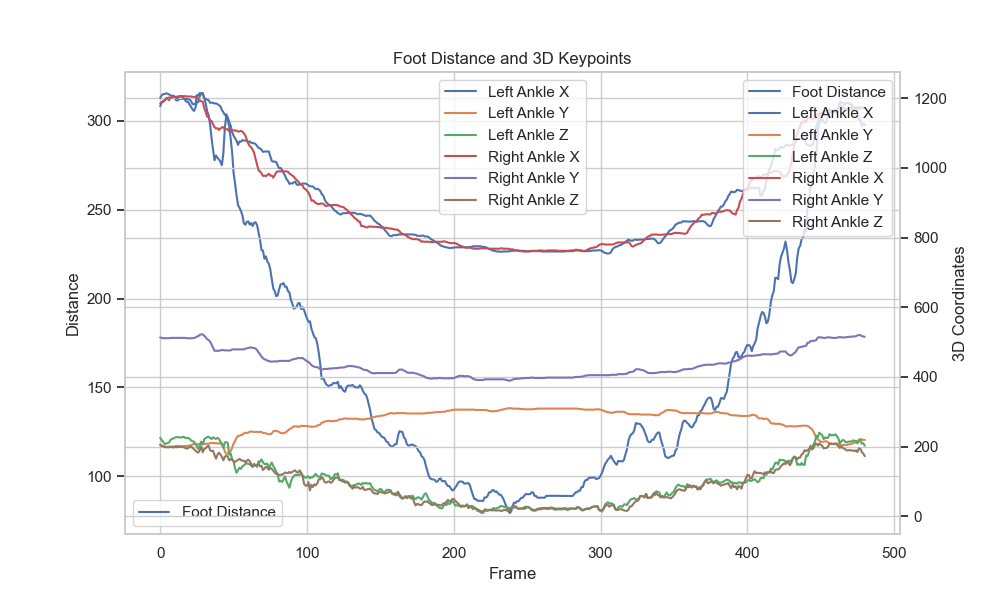 Foot Distance and 3D Keypoints
Left Ankle X
Left Ankle Y
Left Ankle Z
Right Ankle X
Right Ankle Y
Right Ankle Z
Foot Distance
Left Ankle X
Left Ankle Y
Left Ankle Z
Right Ankle X
Right Ankle Y
Right Ankle Z
Foot Distance
Distance
300
250
200
150
100
3D Coordinates
1200
1000
800
600
400
200
0
0 100 200 300 400 500
Frame